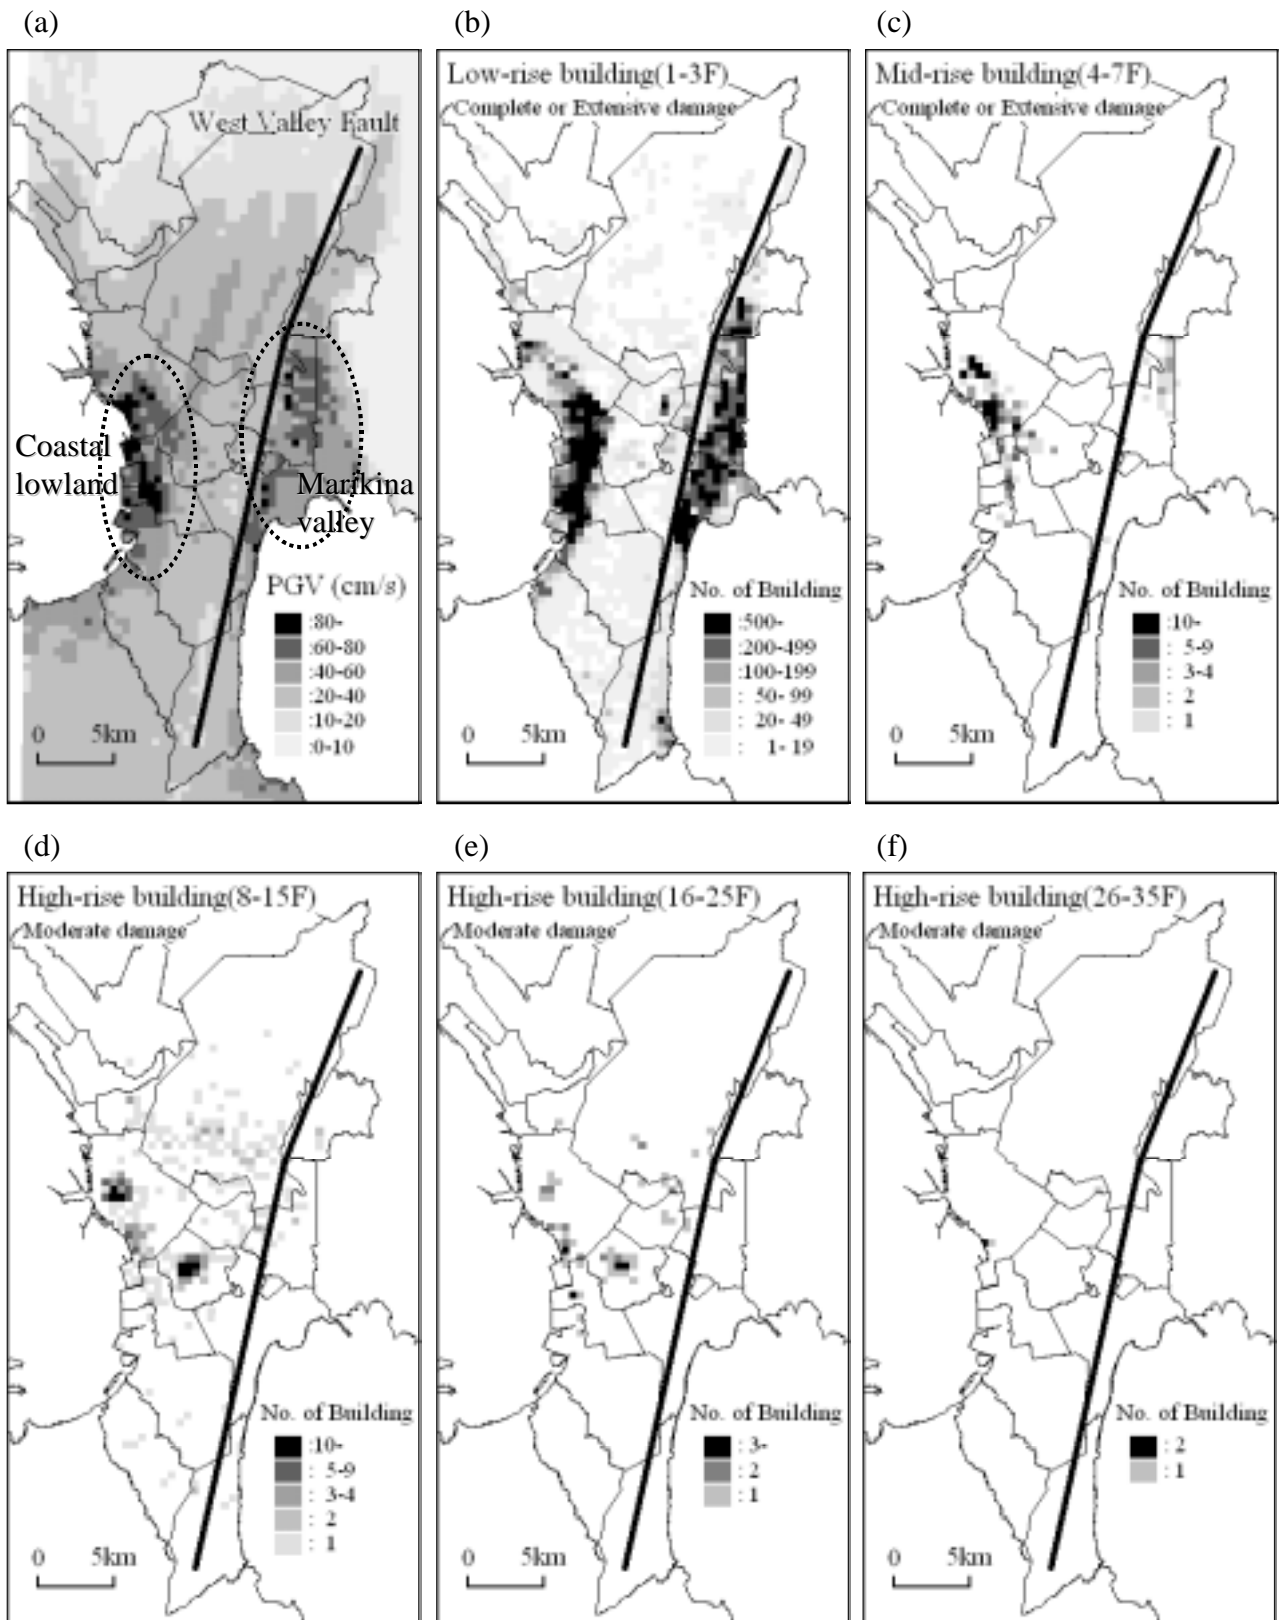 (a)
West Valley Fault
Coastal
lowland
Marikina
valley
PGV (cm/s)
:80-
:60-80
:40-60
:20-40
:10-20
:0-10
0 5km
(b)
Low-rise building(1-3F)
Complete or Extensive damage
No. of Building
:500-
:200-499
:100-199
: 50- 99
: 20- 49
: 1- 19
0 5km
(c)
Mid-rise building(4-7F)
Complete or Extensive damage
No. of Building
:10-
: 5-9
: 3-4
: 2
: 1
0 5km
(d)
High-rise building(8-15F)
Moderate damage
No. of Building
:10-
: 5-9
: 3-4
: 2
: 1
0 5km
(e)
High-rise building(16-25F)
Moderate damage
No. of Building
: 3-
: 2
: 1
0 5km
(f)
High-rise building(26-35F)
Moderate damage
No. of Building
: 2
: 1
0 5km